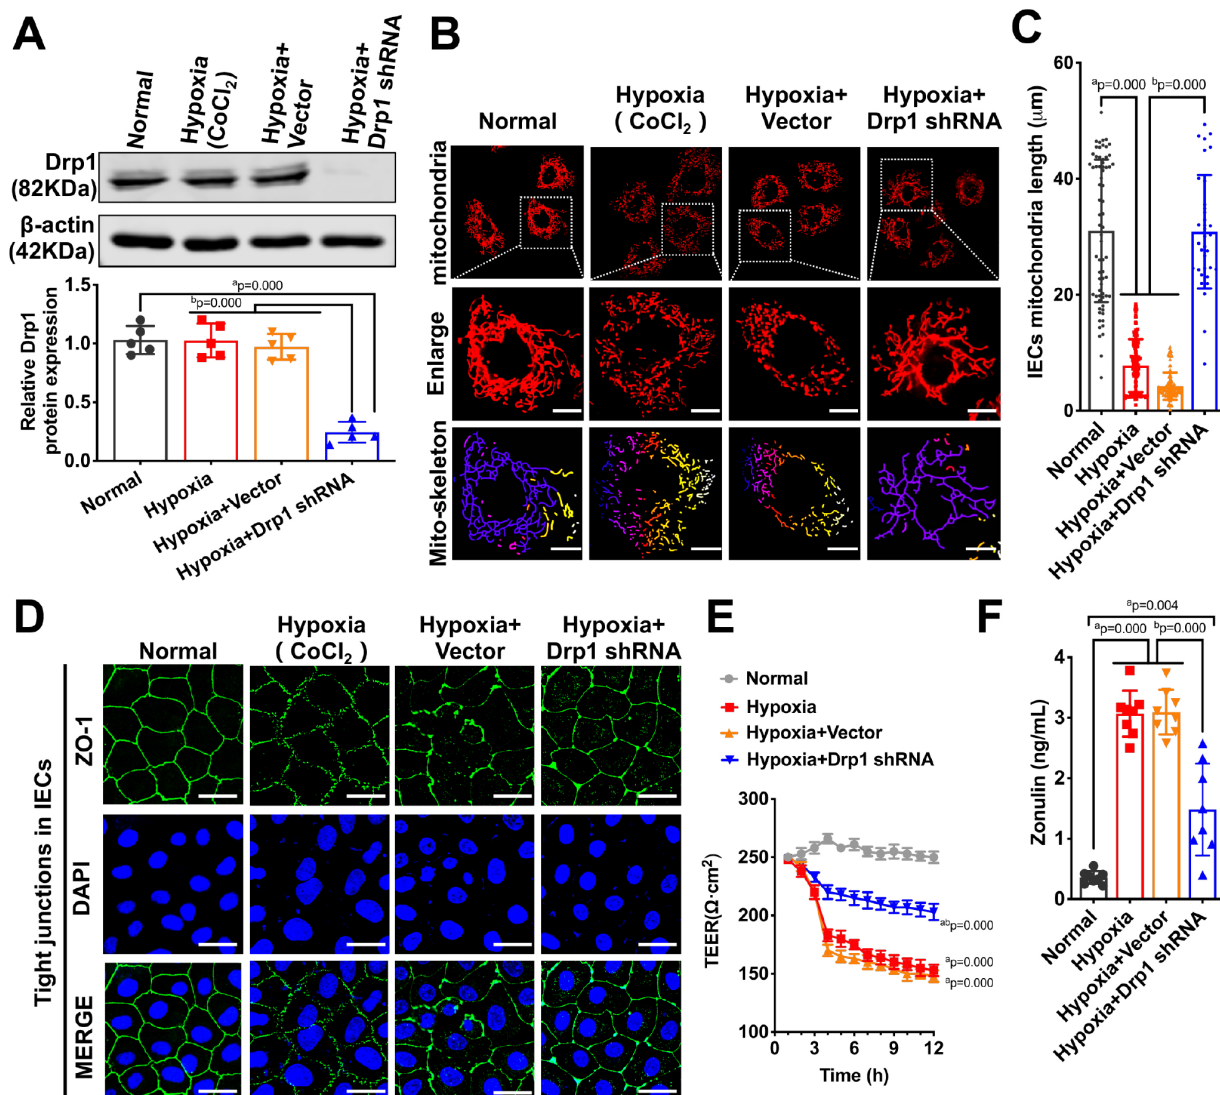 A
Normal
Hypoxia
(CoCl₂)
Hypoxia+
Vector
Hypoxia+
Drp1 shRNA
Drp1
(82KDa)
β-actin
(42KDa)
Relative Drp1
protein expression
1.5
1.0
0.5
0.0
ᵃp=0.000
ᵇp=0.000
Normal
Hypoxia
Hypoxia+Vector
Hypoxia+Drp1 shRNA
B
Normal
Hypoxia
( CoCl₂ )
Hypoxia+
Vector
Hypoxia+
Drp1 shRNA
mitochondria
Enlarge
Mito-skeleton
C
IECs mitochondria length (μm)
60
40
20
0
ᵃp=0.000
ᵇp=0.000
Normal
Hypoxia
Hypoxia+Vector
Hypoxia+Drp1 shRNA
D
Normal
Hypoxia
( CoCl₂ )
Hypoxia+
Vector
Hypoxia+
Drp1 shRNA
Tight junctions in IECs
ZO-1
DAPI
MERGE
E
Normal
Hypoxia
Hypoxia+Vector
Hypoxia+Drp1 shRNA
TEER(Ω·cm²)
300
250
200
150
100
ᵃᵇp=0.000
ᵃp=0.000
ᵃp=0.000
0
3
6
9
12
Time (h)
F
Zonulin (ng/mL)
4
3
2
1
0
ᵃp=0.004
ᵃp=0.000
ᵇp=0.000
Normal
Hypoxia
Hypoxia+Vector
Hypoxia+Drp1 shRNA